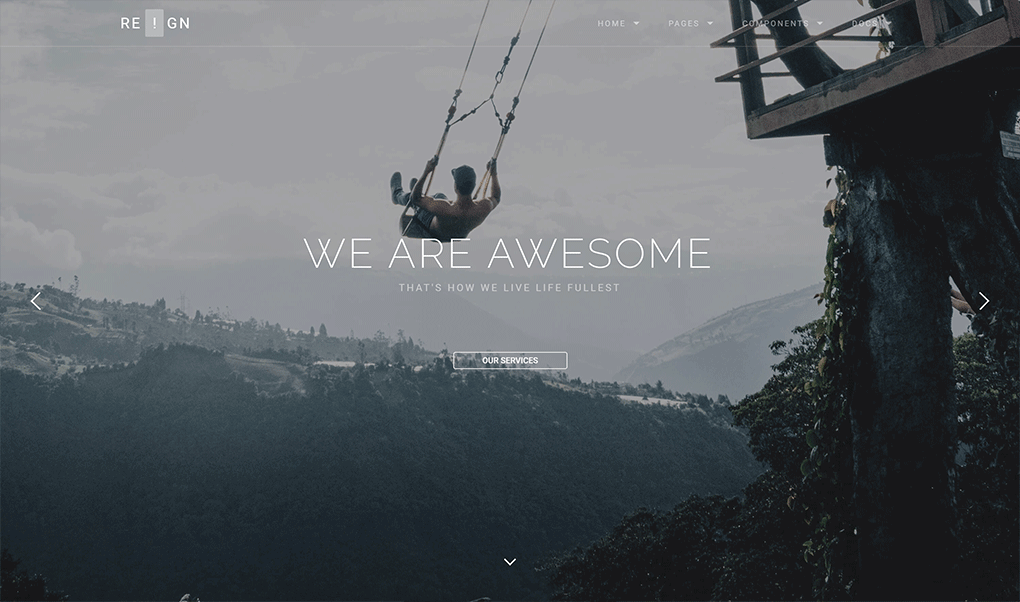 RE!GN
HOME PAGES COMPONENTS DOCS
WE ARE AWESOME
THAT'S HOW WE LIVE LIFE FULLEST
OUR SERVICES